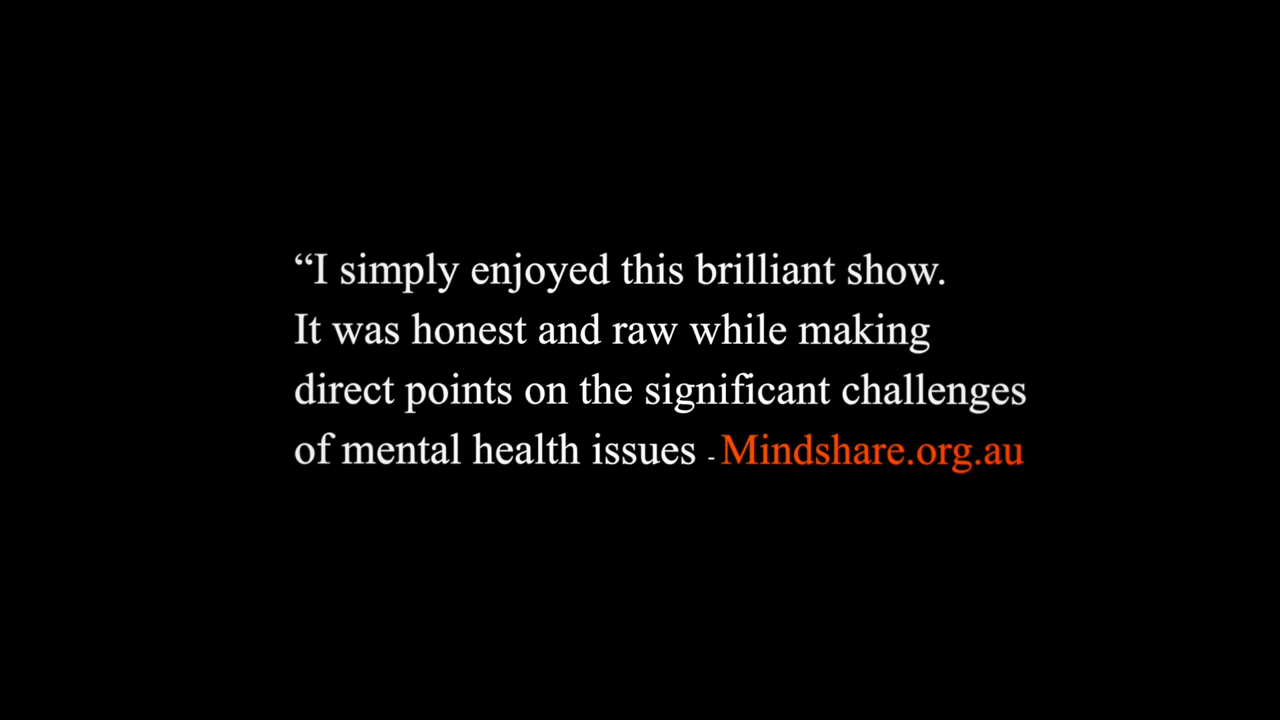 “I simply enjoyed this brilliant show.
It was honest and raw while making
direct points on the significant challenges
of mental health issues - Mindshare.org.au